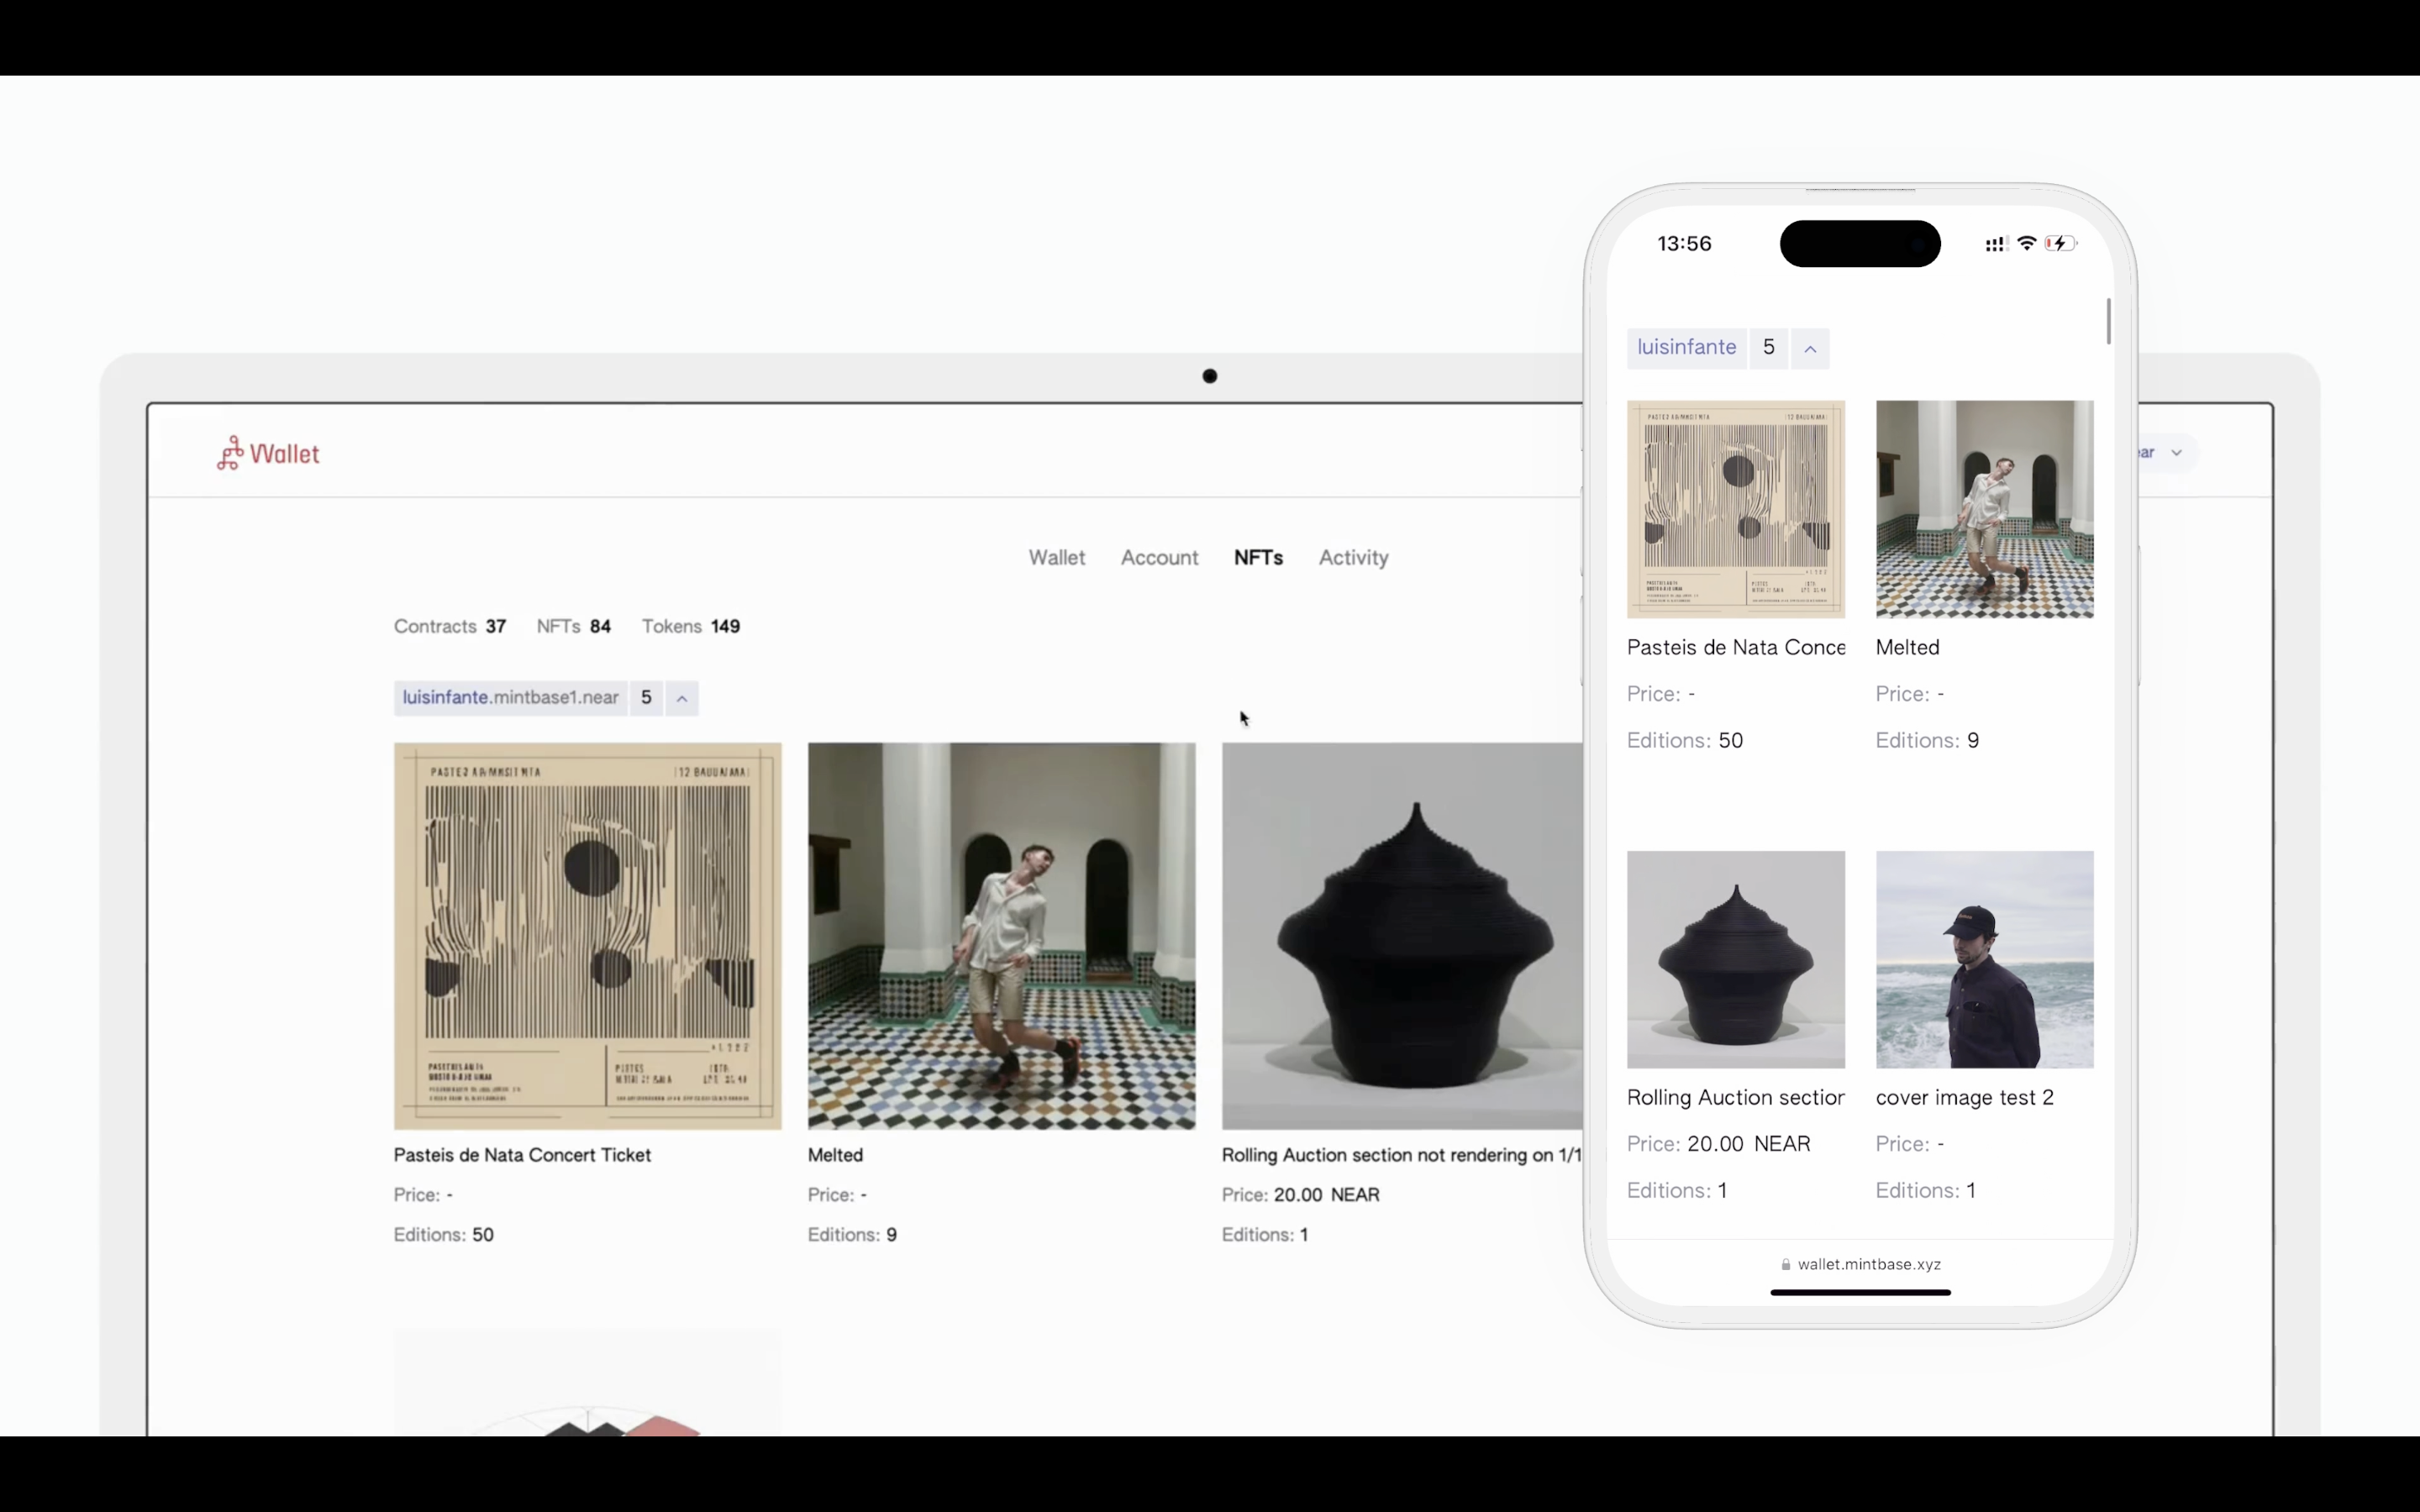 Wallet
ar
Wallet Account NFTs Activity
Contracts 37 NFTs 84 Tokens 149
luisinfante.mintbase1.near 5
Pasteis de Nata Concert Ticket
Price: -
Editions: 50
Melted
Price: -
Editions: 9
Rolling Auction section not rendering on 1/1
Price: 20.00 NEAR
Editions: 1
13:56
luisinfante 5
Pasteis de Nata Conce
Price: -
Editions: 50
Melted
Price: -
Editions: 9
Rolling Auction section
Price: 20.00 NEAR
Editions: 1
cover image test 2
Price: -
Editions: 1
wallet.mintbase.xyz